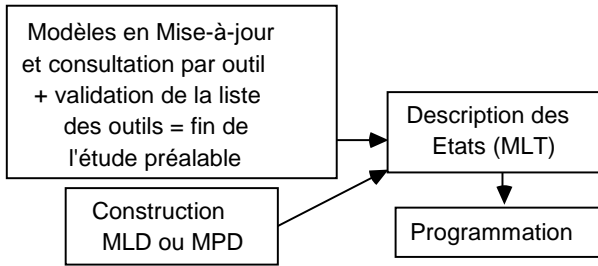 Modèles en Mise-à-jour
et consultation par outil
+ validation de la liste
des outils = fin de
l'étude préalable
Description des
Etats (MLT)
Construction
MLD ou MPD
Programmation